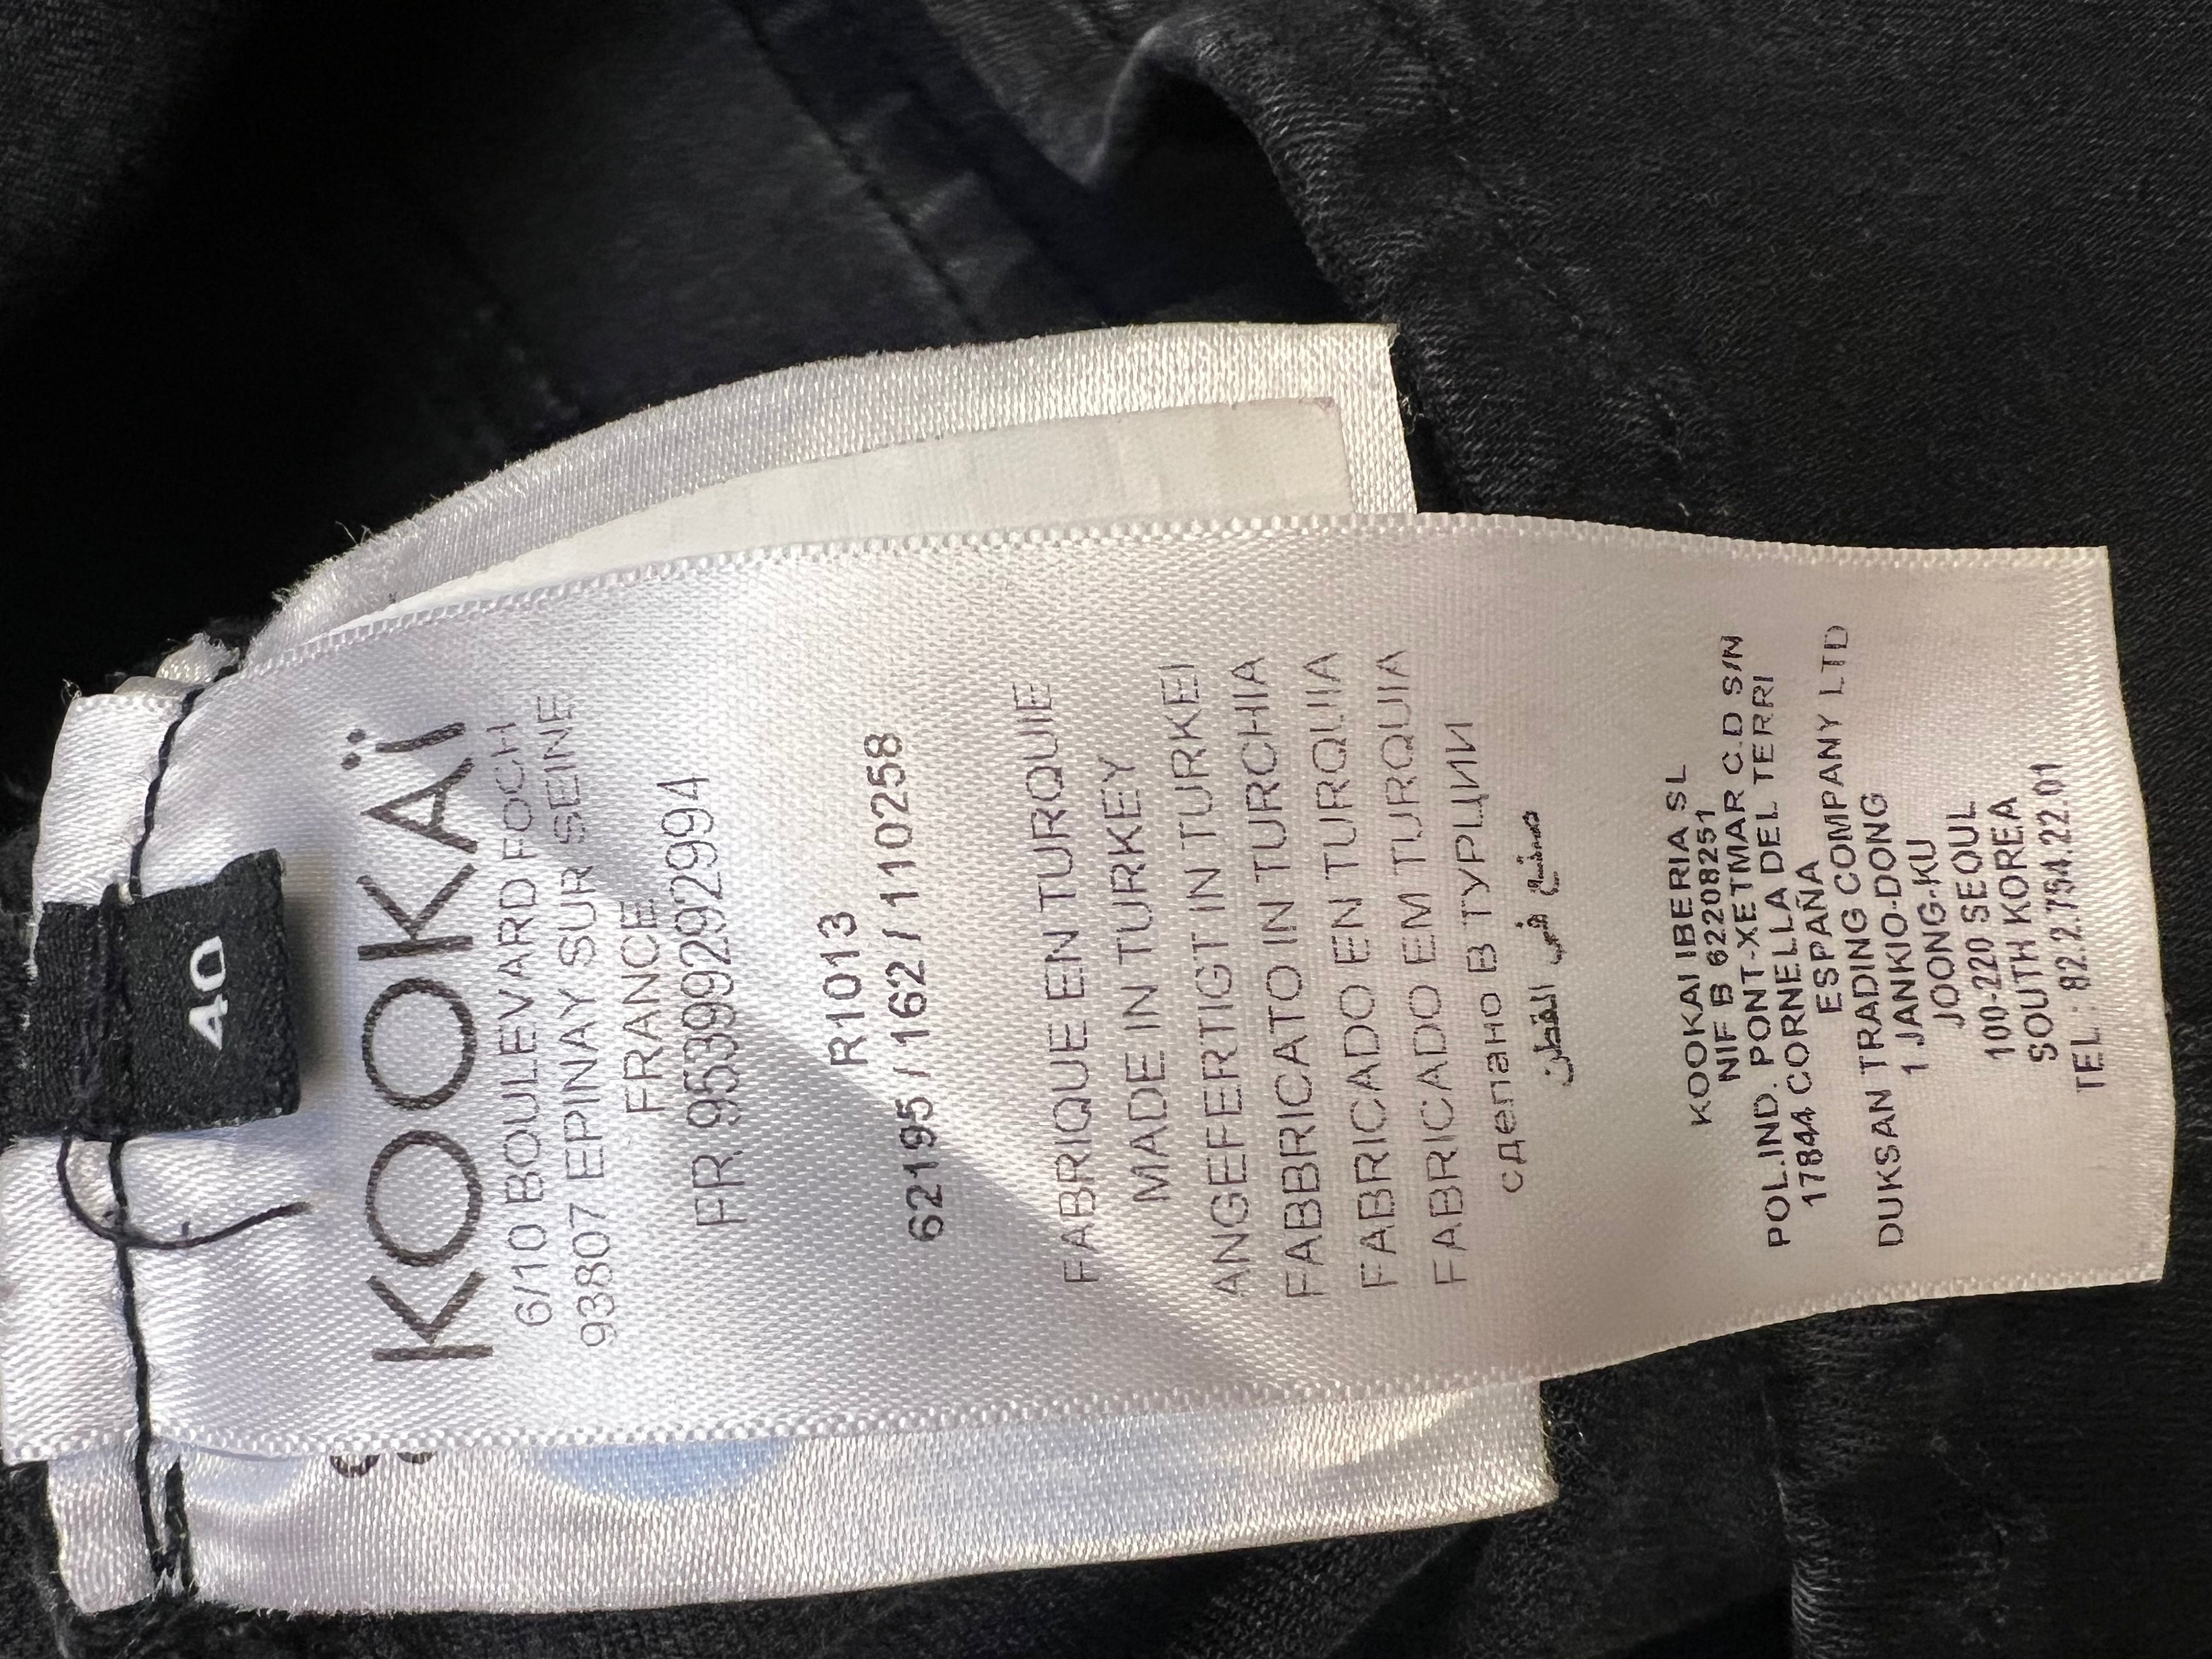 40
KOOKAÏ
6/10 BOULEVARD FOCH
93807 EPINAY SUR SEINE
FRANCE
FR 95399292994
R1013
62195 / 162 / 110258
FABRIQUE EN TURQUIE
MADE IN TURKEY
ANGEFERTIGT IN TURKEI
FABBRICATO IN TURCHIA
FABRICADO EN TURQUIA
FABRICADO EM TURQUIA
сделано В ТУРЦИИ
صنع في القطن
KOOKAI IBERIA SL
NIF B 62208251
POL.IND. PONT-XETMAR C.D S/N
17844 CORNELLA DEL TERRI
ESPAÑA
DUKSAN TRADING COMPANY LTD
1 JANKIO-DONG
JOONG-KU
100-220 SEOUL
SOUTH KOREA
TEL : 82.2.754.22.01